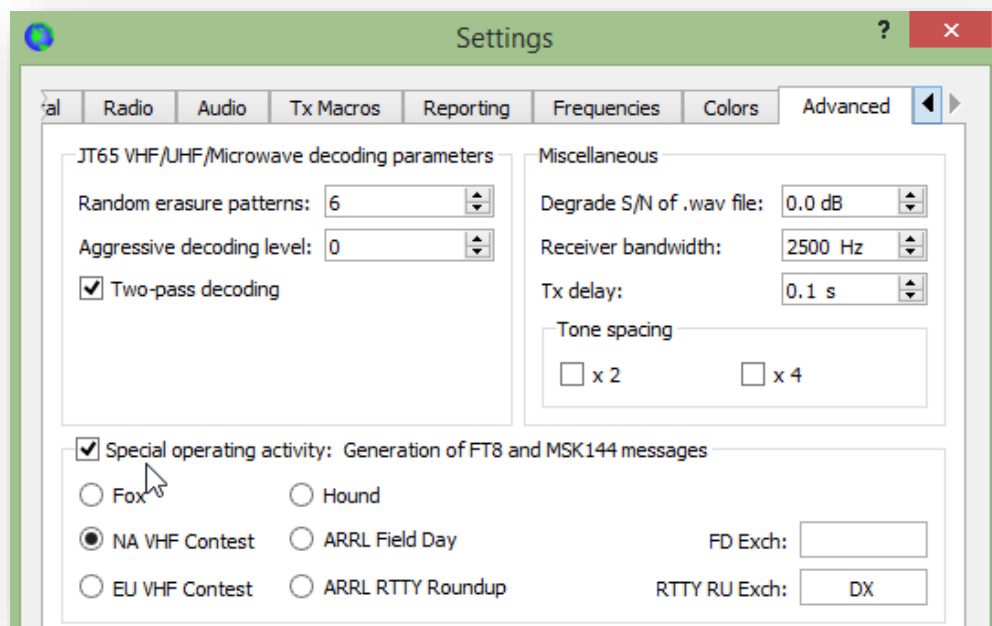 Settings ?
al Radio Audio Tx Macros Reporting Frequencies Colors Advanced
JT65 VHF/UHF/Microwave decoding parameters
Random erasure patterns: 6
Aggressive decoding level: 0
Two-pass decoding
Miscellaneous
Degrade S/N of .wav file: 0.0 dB
Receiver bandwidth: 2500 Hz
Tx delay: 0.1 s
Tone spacing
x 2 x 4
Special operating activity: Generation of FT8 and MSK144 messages
Fox Hound
NA VHF Contest ARRL Field Day FD Exch:
EU VHF Contest ARRL RTTY Roundup RTTY RU Exch: DX